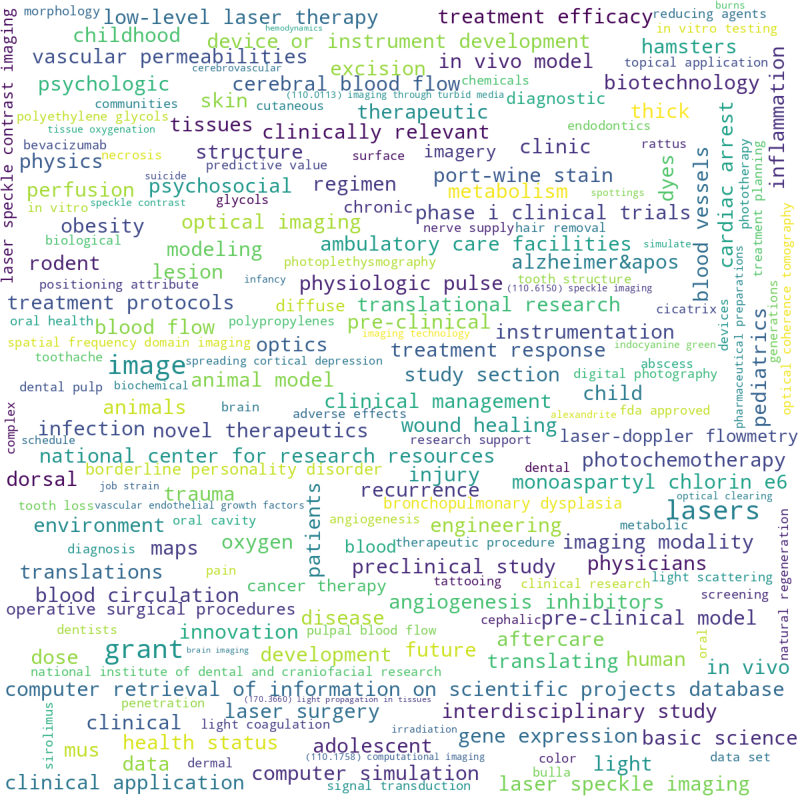 morphology
low-level laser therapy
hemodynamics
treatment efficacy
reducing agents
burns
childhood
device or instrument development
in vitro testing
hamsters
vascular permeabilities
cerebrovascular
excision
in vivo model
topical application
laser speckle contrast imaging
psychologic
cerebral blood flow
chemicals
biotechnology
inflammation
communities
skin
(110.0113) imaging through turbid media
cutaneous
diagnostic
polyethylene glycols
therapeutic
thick
tissue oxygenation
tissues
clinically relevant
endodontics
cardiac arrest
bevacizumab
necrosis
structure
surface
imagery
clinic
rattus
phototherapy
treatment planning
physics
predictive value
port-wine stain
dyes
blood vessels
perfusion
suicide
psychosocial
regimen
metabolism
spottings
in vitro
speckle contrast
glycols
chronic
phase i clinical trials
optical coherence tomography
obesity
optical imaging
nerve supply
hair removal
biological
modeling
ambulatory care facilities
simulate
rodent
lesion
photoplethysmography
alzheimer&apos
positioning attribute
infancy
physiologic pulse
tooth structure
(110.6150) speckle imaging
pharmaceutical preparations
treatment protocols
diffuse
translational research
cicatrix
generations
oral health
blood flow
polypropylenes
pre-clinical
instrumentation
devices
pediatrics
spatial frequency domain imaging
optics
imaging technology
treatment response
indocyanine green
toothache
image
spreading cortical depression
abscess
dental pulp
biochemical
animal model
study section
digital photography
clinical management
child
complex
animals
brain
adverse effects
alexandrite
fda approved
infection
novel therapeutics
wound healing
schedule
research support
laser-doppler flowmetry
national center for research resources
photochemotherapy
dorsal
borderline personality disorder
injury
dental
monoaspartyl chlorin e6
job strain
trauma
patients
recurrence
optical clearing
tooth loss
vascular endothelial growth factors
bronchopulmonary dysplasia
lasers
environment
oral cavity
angiogenesis
engineering
metabolic
natural regeneration
diagnosis
maps
oxygen
blood
therapeutic procedure
imaging modality
translations
pain
preclinical study
physicians
cancer therapy
tattooing
clinical research
light scattering
blood circulation
angiogenesis inhibitors
screening
operative surgical procedures
disease
cephalic
pre-clinical model
dentists
innovation
pulpal blood flow
aftercare
oral
grant
brain imaging
dose
development
future
translating
human
in vivo
national institute of dental and craniofacial research
computer retrieval of information on scientific projects database
penetration
(170.3660) light propagation in tissues
sirolimus
clinical
laser surgery
interdisciplinary study
light coagulation
irradiation
gene expression
basic science
mus
health status
adolescent
data
dermal
(110.1758) computational imaging
color
data set
clinical application
computer simulation
bulla
light
signal transduction
laser speckle imaging